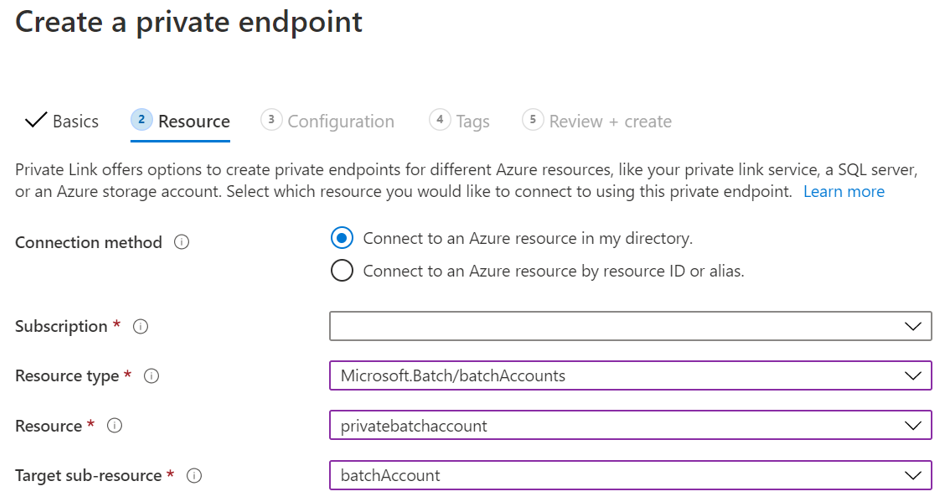 Create a private endpoint
Basics 2 Resource 3 Configuration 4 Tags 5 Review + create
Private Link offers options to create private endpoints for different Azure resources, like your private link service, a SQL server,
or an Azure storage account. Select which resource you would like to connect to using this private endpoint. Learn more
Connection method i Connect to an Azure resource in my directory.
Connect to an Azure resource by resource ID or alias.
Subscription * i
Resource type * i Microsoft.Batch/batchAccounts
Resource * i privatebatchaccount
Target sub-resource * i batchAccount